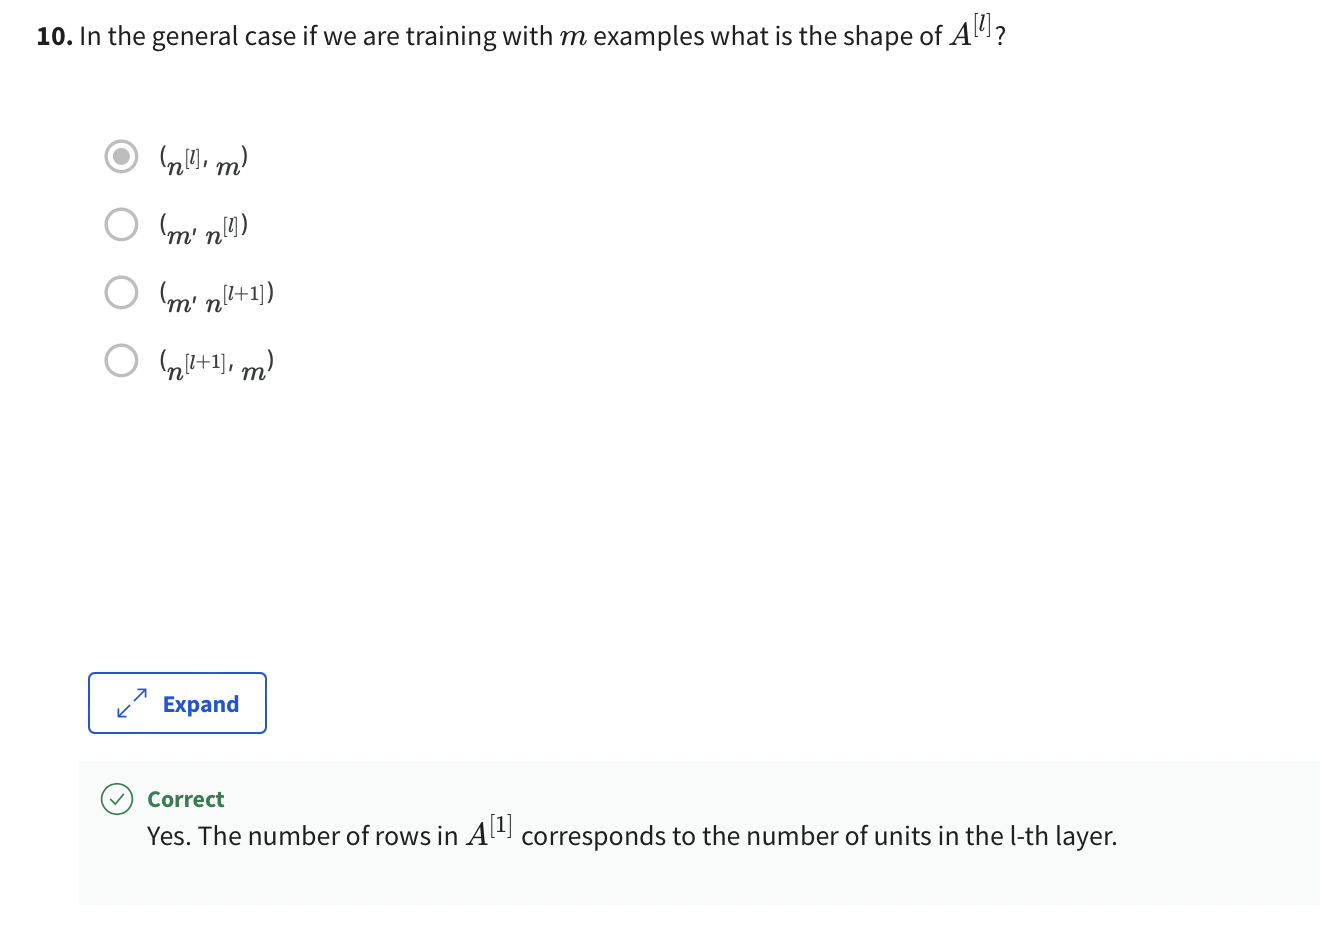 10. In the general case if we are training with m examples what is the shape of A^[l]?
(n^[l], m)
(m, n^[l])
(m, n^[l+1])
(n^[l+1], m)
Expand
Correct
Yes. The number of rows in A^[1] corresponds to the number of units in the l-th layer.